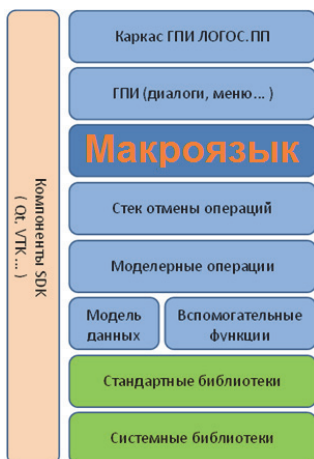 Каркас ГПИ ЛОГОС.ПП
ГПИ (диалоги, меню... )
Макроязык
Стек отмены операций
Моделерные операции
Модель
данных
Вспомогательные
функции
Стандартные библиотеки
Системные библиотеки
Компоненты SDK
( Qt, VTK ... )